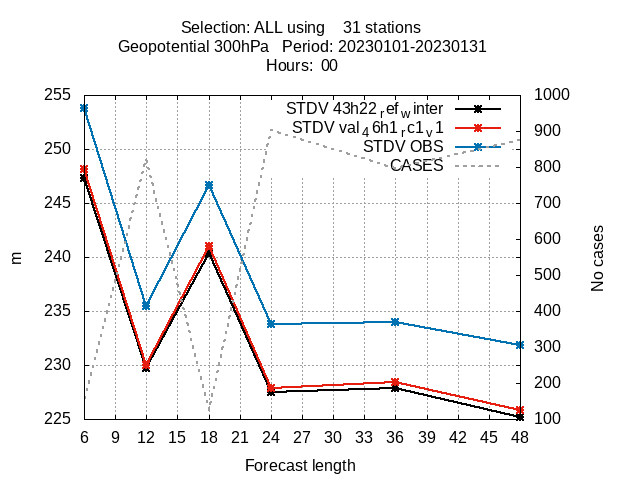 Selection: ALL using    31 stations
Geopotential 300hPa   Period: 20230101-20230131
Hours:  00
STDV 43h22_ref_winter
STDV val_46h1_rc1_v1
STDV OBS
CASES
255
250
245
240
235
230
225
m
1000
900
800
700
600
500
400
300
200
100
No cases
6 9 12 15 18 21 24 27 30 33 36 39 42 45 48
Forecast length